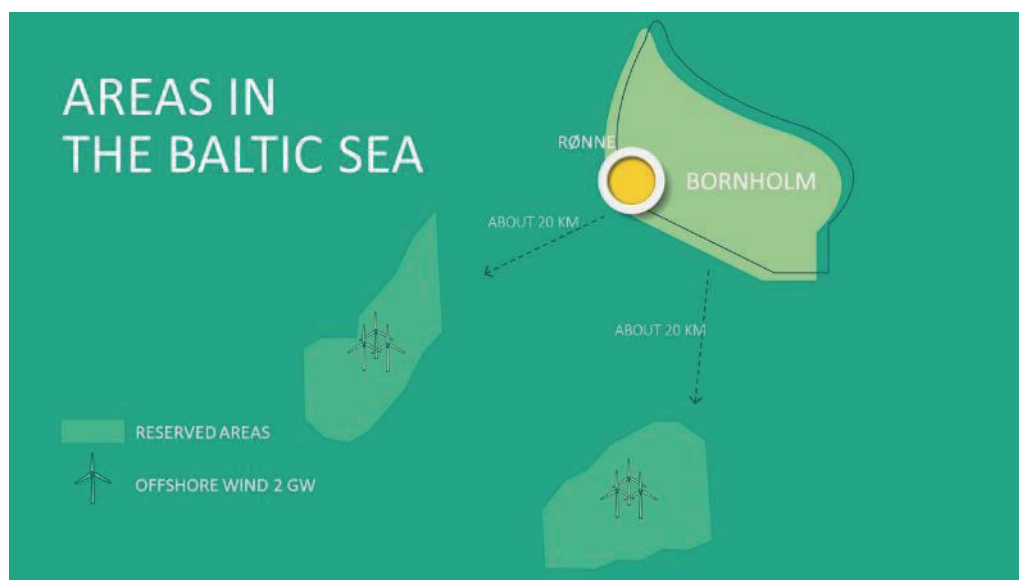 AREAS IN
THE BALTIC SEA
RØNNE
BORNHOLM
ABOUT 20 KM
ABOUT 20 KM
RESERVED AREAS
OFFSHORE WIND 2 GW